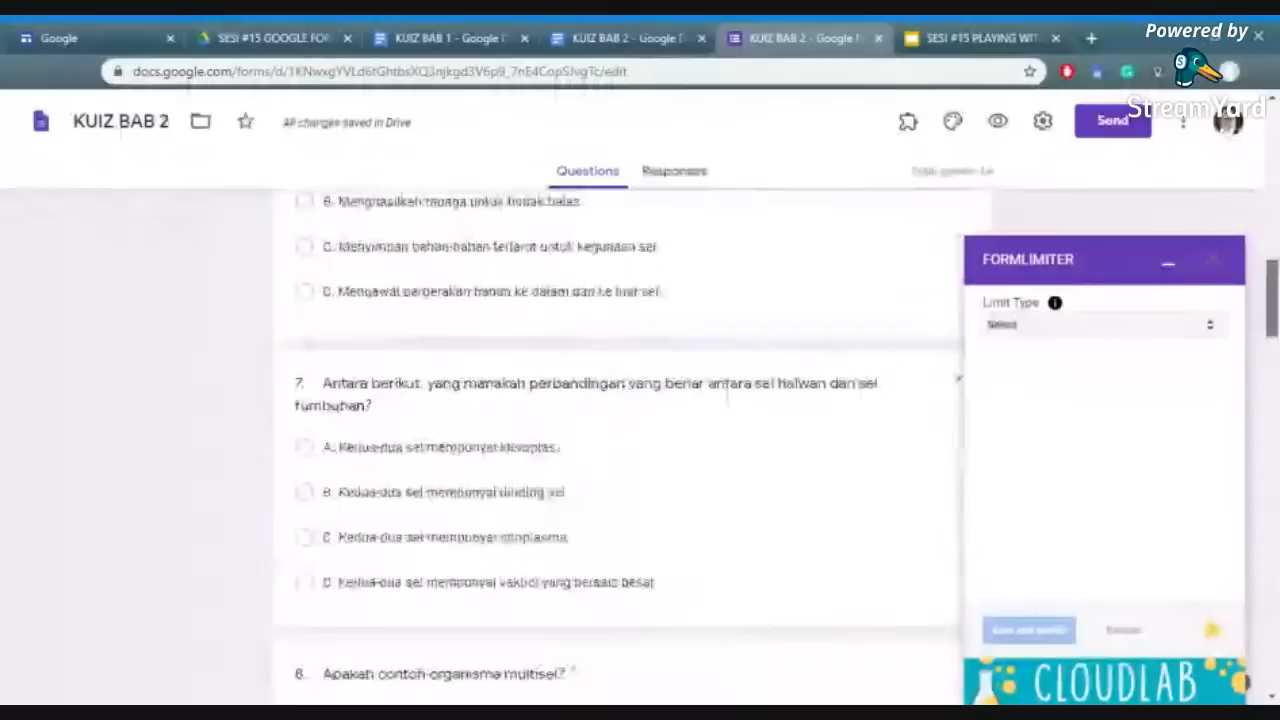 Google
SESI #15 GOOGLE FOR
KUIZ BAB 1 - Google
KUIZ BAB 2 - Google
KUIZ BAB 2 - Google
SESI #15 PLAYING WIT
Powered by
StreamYard
KUIZ BAB 2
All changes saved in Drive
Send
Questions
Responses
B. Menghasilkan tenaga untuk
C. Menyimpan bahan-bahan terlarut untuk kegunaan sel
D. Mengawal pergerakan bahan ke dalam dan ke luar sel
7. Antara berikut, yang manakah perbandingan yang benar antara sel haiwan dan sel
tumbuhan?
A. Kedua-dua sel mempunyai kloroplas
B. Kedua-dua sel mempunyai dinding sel
C. Kedua-dua sel mempunyai sitoplasma
D. Kedua-dua sel mempunyai vakuol yang bersaiz besar
Apakah contoh organisma multisel?
FORMLIMITER
Limit Type
Select
CLOUDLAB